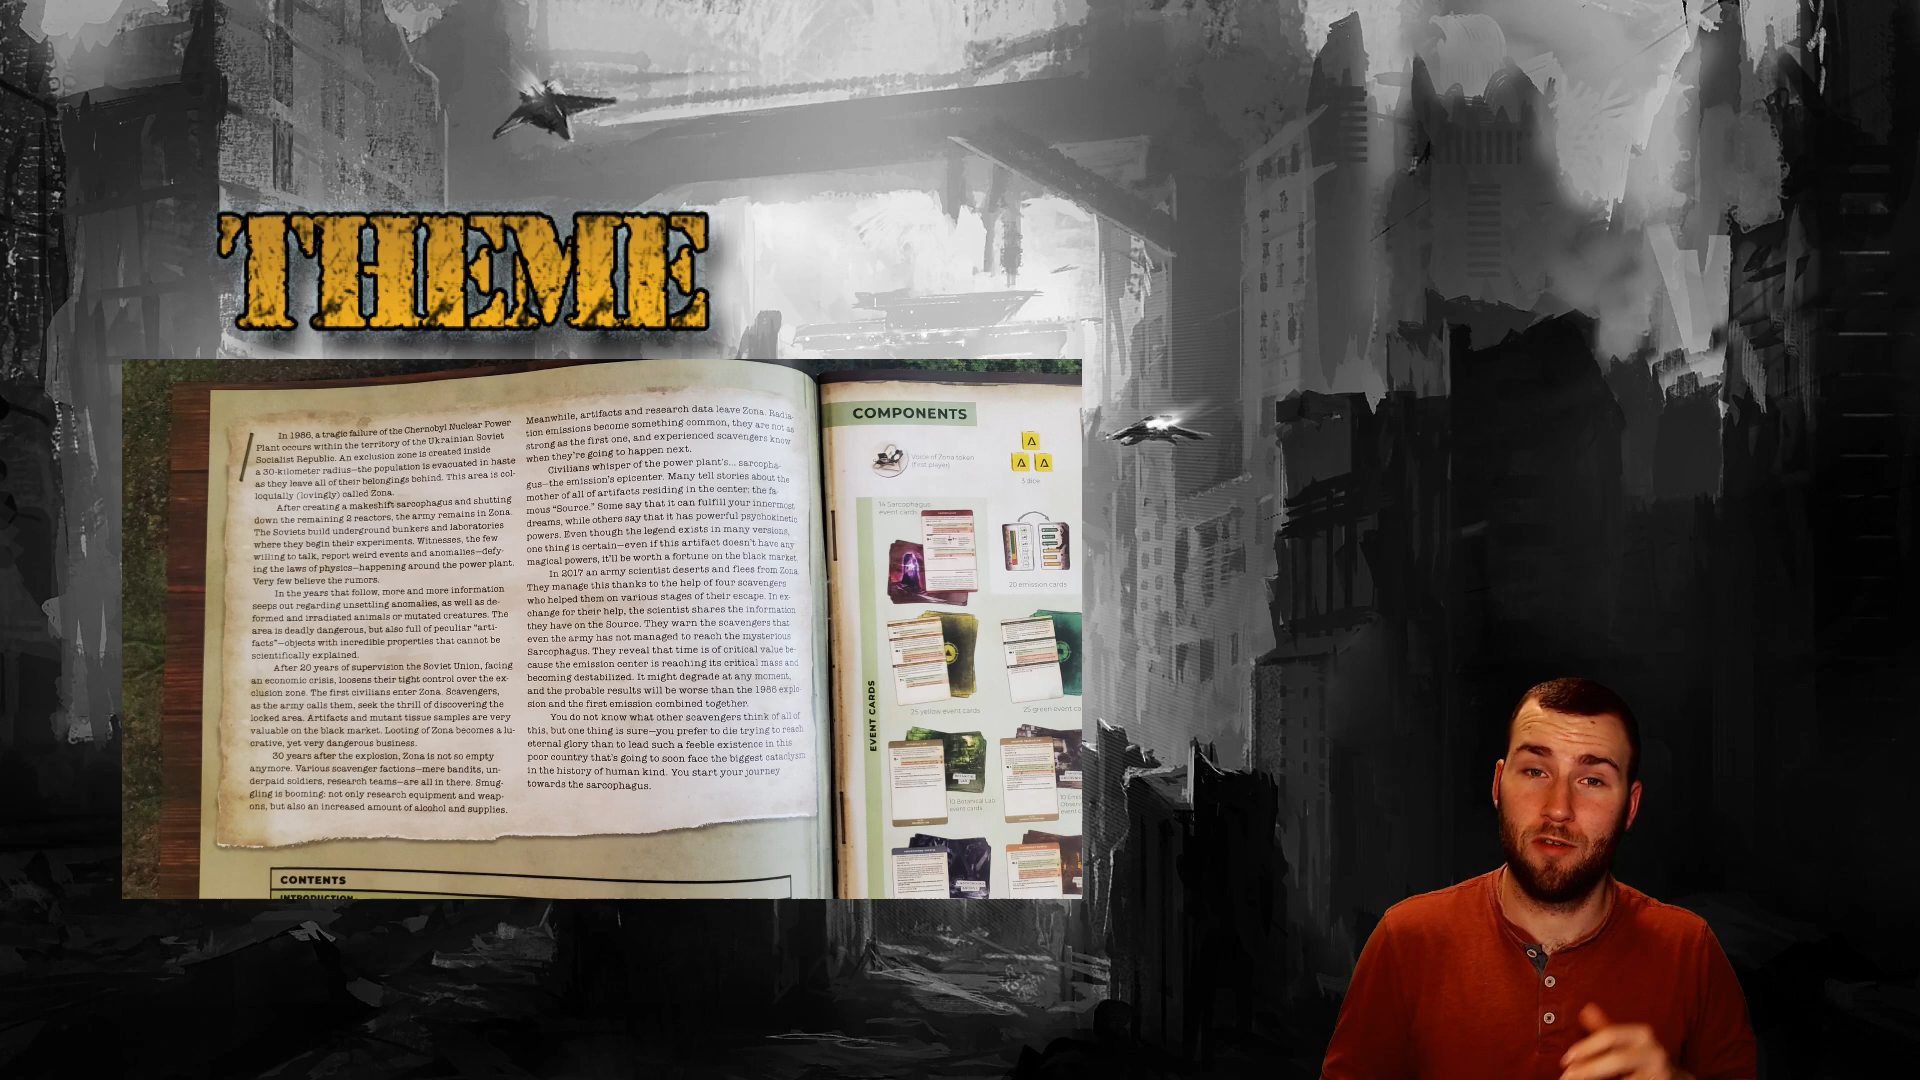 THEME
In 1986, a tragic failure of the Chernobyl Nuclear Power
Plant occurs within the territory of the Ukrainian Soviet
Socialist Republic. An exclusion zone is created inside
a 30-kilometer radius—the population is evacuated in haste
as they leave all of their belongings behind. This area is col-
loquially (lovingly) called Zona.
After creating a makeshift sarcophagus and shutting
down the remaining 2 reactors, the army remains in Zona.
The Soviets build underground bunkers and laboratories
where they begin their experiments. Witnesses, the few
willing to talk, report weird events and anomalies—defy-
ing the laws of physics—happening around the power plant.
Very few believe the rumors.
In the years that follow, more and more information
seeps out regarding unsettling anomalies, as well as de-
formed and irradiated animals or mutated creatures. The
area is deadly dangerous, but also full of peculiar "arti-
facts"—objects with incredible properties that cannot be
scientifically explained.
After 20 years of supervision the Soviet Union, facing
an economic crisis, loosens their tight control over the ex-
clusion zone. The first civilians enter Zona. Scavengers,
as the army calls them, seek the thrill of discovering the
locked area. Artifacts and mutant tissue samples are very
valuable on the black market. Looting of Zona becomes a lu-
crative, yet very dangerous business.
30 years after the explosion, Zona is not so empty
anymore. Various scavenger factions—mere bandits, un-
derpaid soldiers, research teams—are all in there. Smug-
gling is booming: not only research equipment and weap-
ons, but also an increased amount of alcohol and supplies.
Meanwhile, artifacts and research data leave Zona. Radia-
tion emissions become something common, they are not as
strong as the first one, and experienced scavengers know
when they're going to happen next.
Civilians whisper of the power plant's... sarcopha-
gus—the emission's epicenter. Many tell stories about the
mother of all of artifacts residing in the center: the fa-
mous "Source." Some say that it can fulfill your innermost
dreams, while others say that it has powerful psychokinetic
powers. Even though the legend exists in many versions,
one thing is certain—even if this artifact doesn't have any
magical powers, it'll be worth a fortune on the black market.
In 2017 an army scientist deserts and flees from Zona.
They manage this thanks to the help of four scavengers
who helped them on various stages of their escape. In ex-
change for their help, the scientist shares the information
they have on the Source. They warn the scavengers that
even the army has not managed to reach the mysterious
Sarcophagus. They reveal that time is of critical value be-
cause the emission center is reaching its critical mass and
becoming destabilized. It might degrade at any moment,
and the probable results will be worse than the 1986 explo-
sion and the first emission combined together.
You do not know what other scavengers think of all of
this, but one thing is sure—you prefer to die trying to reach
eternal glory than to lead such a feeble existence in this
poor country that's going to soon face the biggest cataclysm
in the history of human kind. You start your journey
towards the sarcophagus.
CONTENTS
INTRODUCTION
COMPONENTS
Voice of Zona token
(first player)
3 dice
14 Sarcophagus
event cards
20 emission cards
EVENT CARDS
25 yellow event cards
25 green event ca
10 Botanical Lab
event cards
10
event c